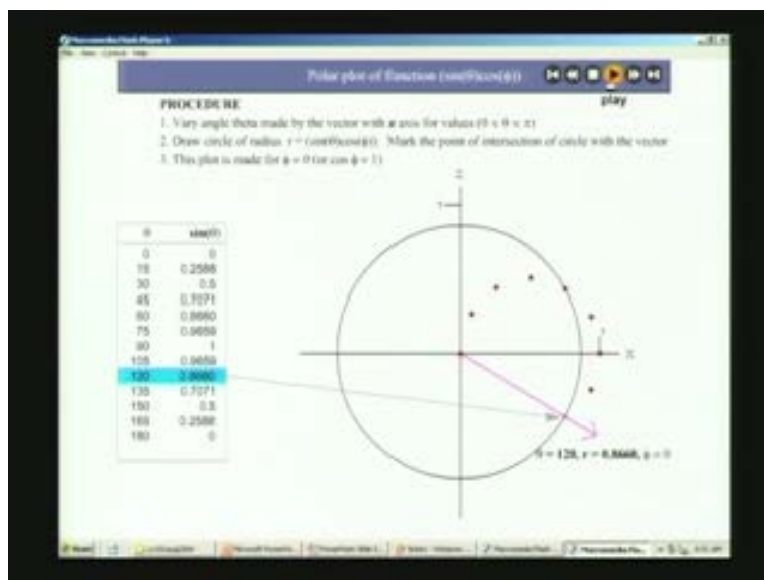 Polar plot of Function (sin(θ)cos(ϕ))
play
PROCEDURE
1. Vary angle theta made by the vector with z axis for values (0 < θ < π)
2. Draw circle of radius r = (sin(θ)cos(ϕ)). Mark the point of intersection of circle with the vector
3. This plot is made for ϕ = 0 (or cos ϕ = 1)
Z
1
θ sin(θ)
0 0
15 0.2588
30 0.5
45 0.7071
60 0.8660
75 0.9659
90 1
105 0.9659
120 0.8660
135 0.7071
150 0.5
165 0.2588
180 0
1
X
θ = 120, r = 0.8660, ϕ = 0